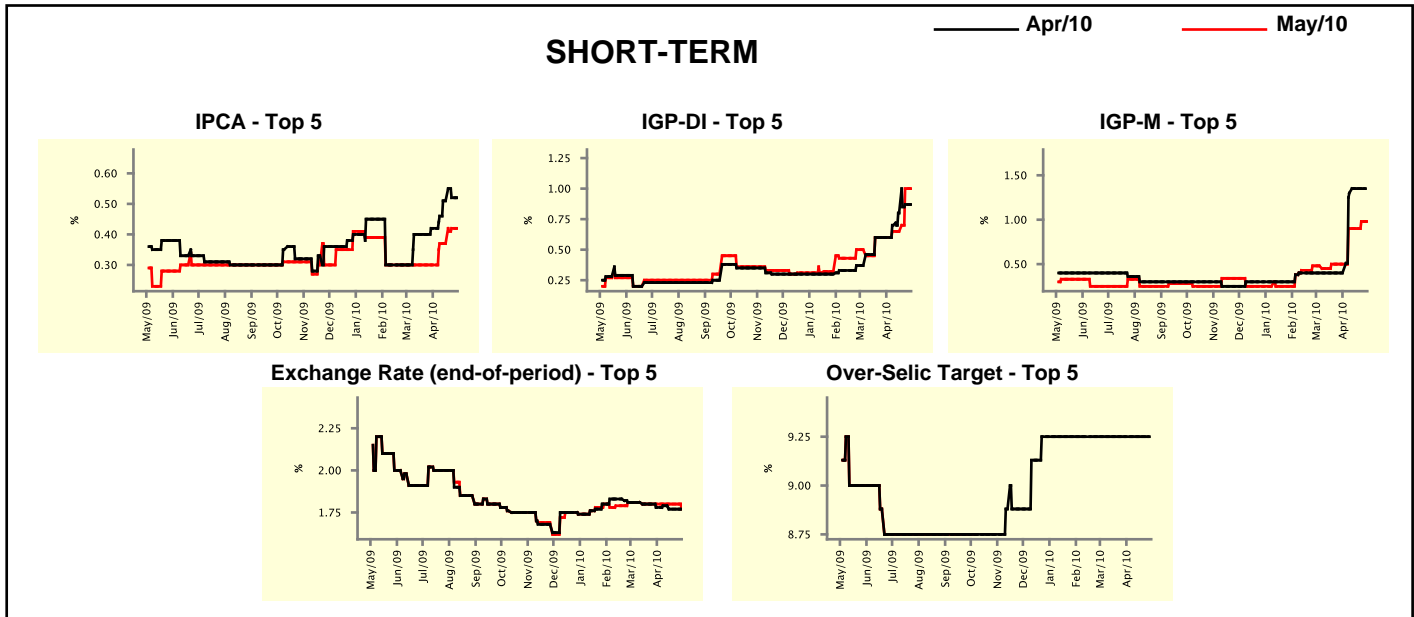 Apr/10 May/10
SHORT-TERM
IPCA - Top 5
0.60
0.50
0.40
0.30
%
May/09 Jun/09 Jul/09 Aug/09 Sep/09 Oct/09 Nov/09 Dec/09 Jan/10 Feb/10 Mar/10 Apr/10
IGP-DI - Top 5
1.25
1.00
0.75
0.50
0.25
%
May/09 Jun/09 Jul/09 Aug/09 Sep/09 Oct/09 Nov/09 Dec/09 Jan/10 Feb/10 Mar/10 Apr/10
IGP-M - Top 5
1.50
1.00
0.50
%
May/09 Jun/09 Jul/09 Aug/09 Sep/09 Oct/09 Nov/09 Dec/09 Jan/10 Feb/10 Mar/10 Apr/10
Exchange Rate (end-of-period) - Top 5
2.25
2.00
1.75
%
May/09 Jun/09 Jul/09 Aug/09 Sep/09 Oct/09 Nov/09 Dec/09 Jan/10 Feb/10 Mar/10 Apr/10
Over-Selic Target - Top 5
9.25
9.00
8.75
%
May/09 Jun/09 Jul/09 Aug/09 Sep/09 Oct/09 Nov/09 Dec/09 Jan/10 Feb/10 Mar/10 Apr/10